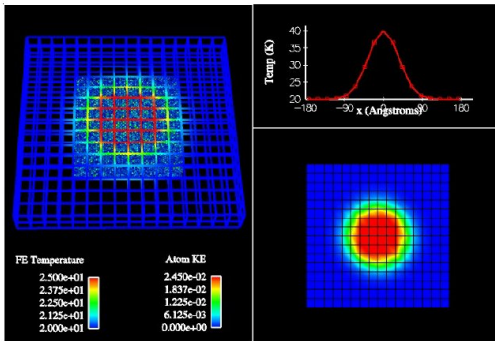 FE Temperature
2.500e+01
2.375e+01
2.250e+01
2.125e+01
2.000e+01
Atom KE
2.450e-02
1.837e-02
1.225e-02
6.125e-03
0.000e+00
Temp (K)
40
35
30
25
20
-180 -90 0 90 180
x (Angstroms)